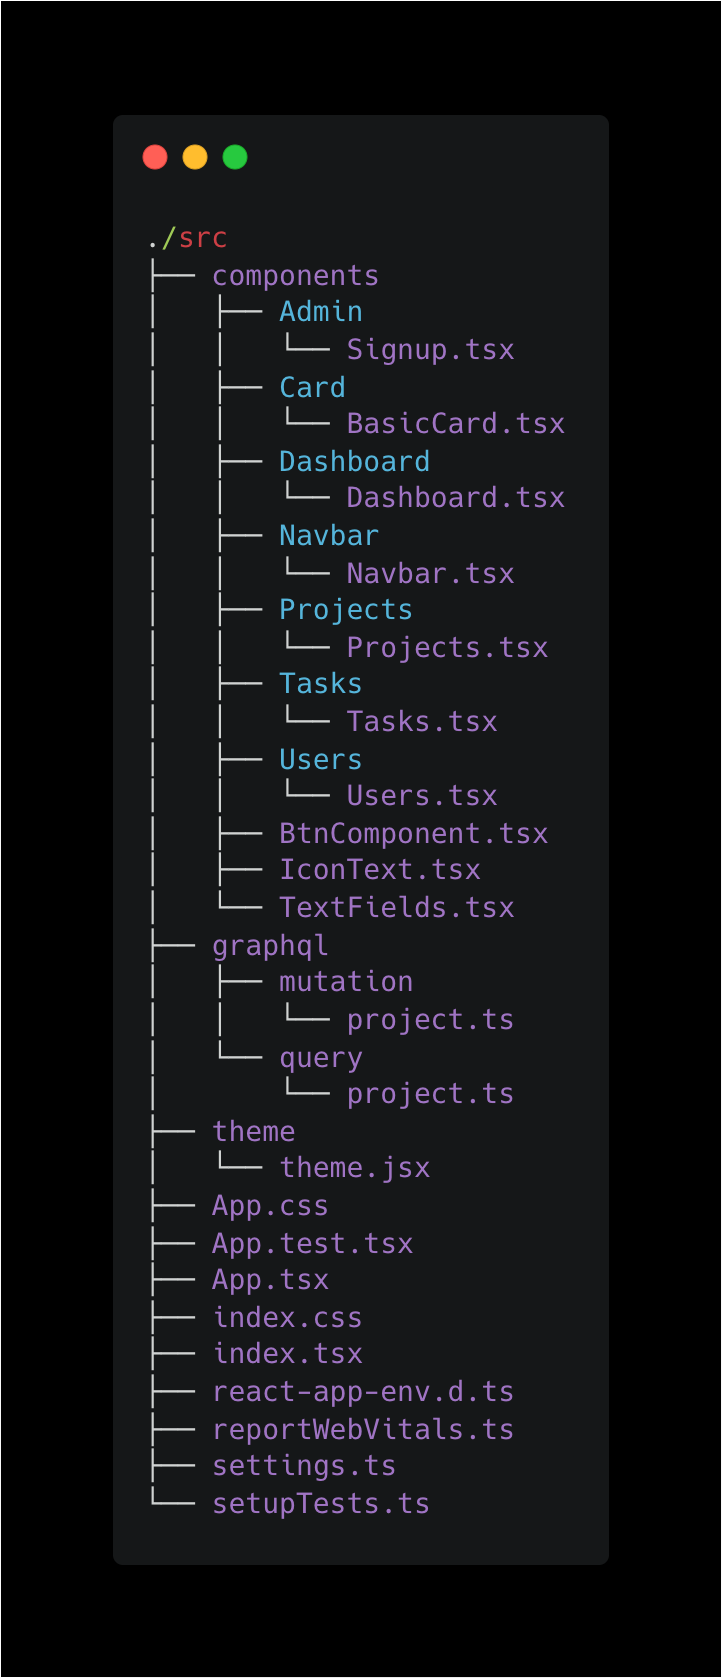 ./src
├── components
│   ├── Admin
│   │   └── Signup.tsx
│   ├── Card
│   │   └── BasicCard.tsx
│   ├── Dashboard
│   │   └── Dashboard.tsx
│   ├── Navbar
│   │   └── Navbar.tsx
│   ├── Projects
│   │   └── Projects.tsx
│   ├── Tasks
│   │   └── Tasks.tsx
│   ├── Users
│   │   └── Users.tsx
│   ├── BtnComponent.tsx
│   ├── IconText.tsx
│   └── TextFields.tsx
├── graphql
│   ├── mutation
│   │   └── project.ts
│   └── query
│       └── project.ts
├── theme
│   └── theme.jsx
├── App.css
├── App.test.tsx
├── App.tsx
├── index.css
├── index.tsx
├── react-app-env.d.ts
├── reportWebVitals.ts
├── settings.ts
└── setupTests.ts